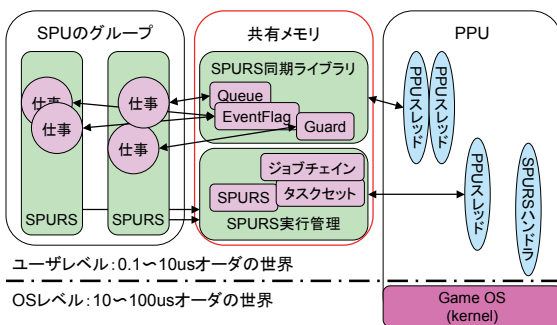 SPUのグループ
共有メモリ
PPU
SPURS同期ライブラリ
仕事
仕事
仕事
仕事
Queue
EventFlag
Guard
PPUスレッド
PPUスレッド
ジョブチェイン
タスクセット
SPURS
SPURS実行管理
SPURS
SPURS
PPUスレッド
SPURSハンドラ
ユーザレベル:0.1~10usオーダの世界
OSレベル:10~100usオーダの世界
Game OS
(kernel)